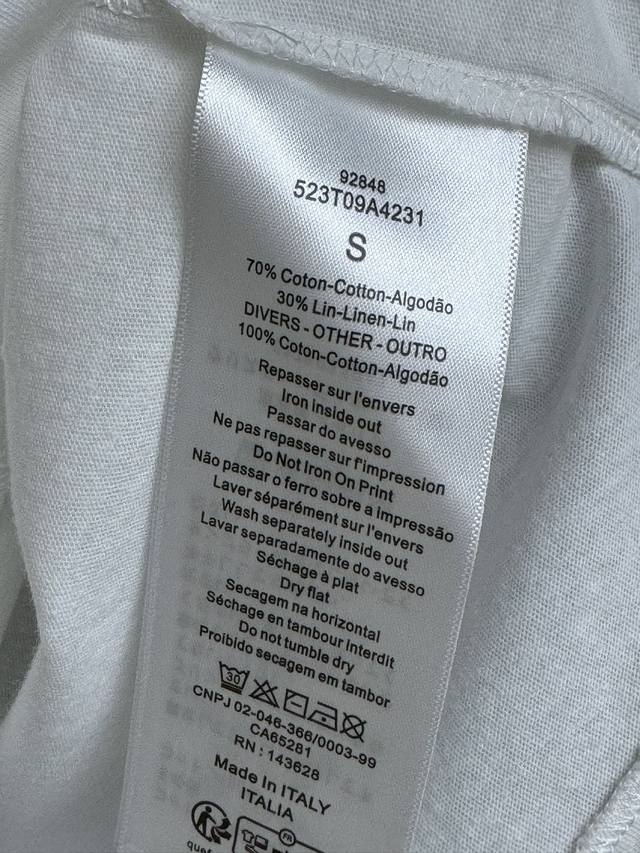 92848
523T09A4231
S
70% Coton-Cotton-Algodão
30% Lin-Linen-Lin
DIVERS - OTHER - OUTRO
100% Coton-Cotton-Algodão
Repasser sur l'envers
Iron inside out
Passar do avesso
Ne pas repasser sur l'impression
Do Not Iron On Print
Não passar o ferro sobre a Impressão
Laver séparément sur l'envers
Wash separately inside out
Lavar separadamente do avesso
Séchage à plat
Dry flat
Secagem na horizontal
Séchage en tambour Interdit
Do not tumble dry
Proibido secagem em tambor
30
CNPJ 02-046-366/0003-99
CA65281
RN : 143628
Made In ITALY
ITALIA
FR